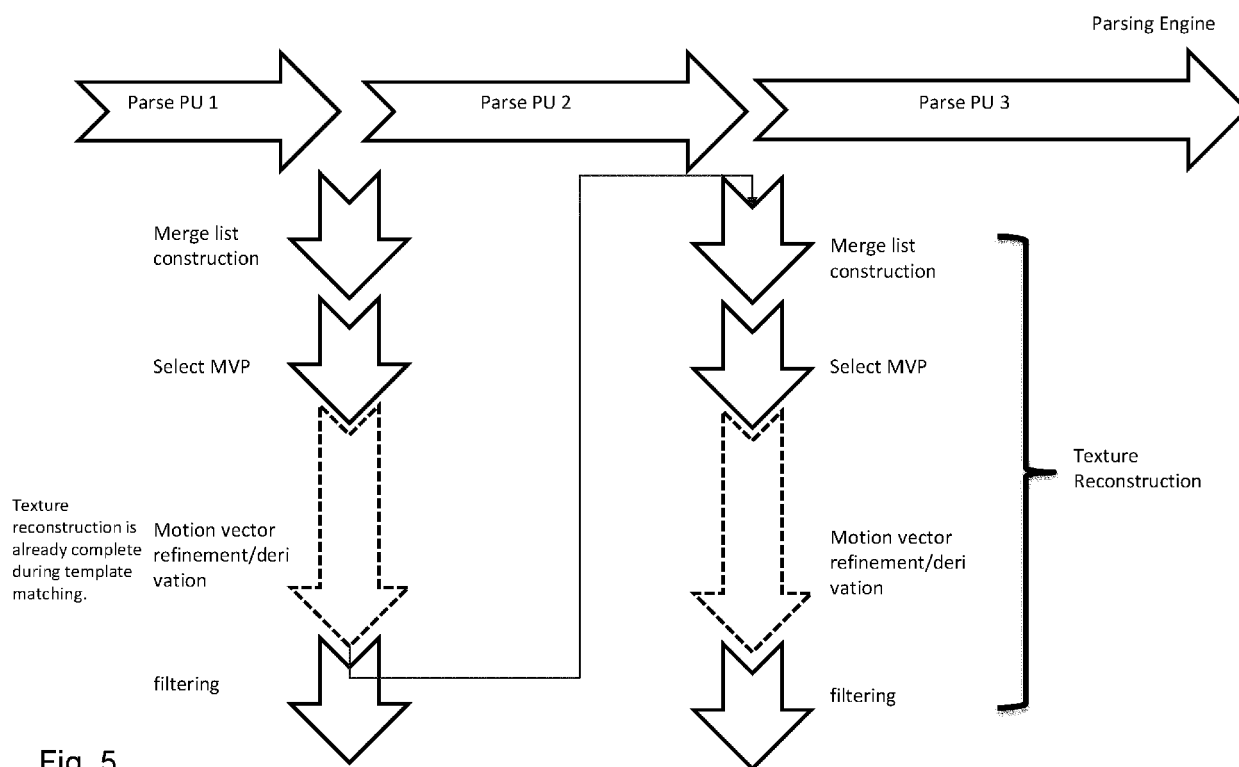 Parsing Engine
Parse PU 1
Parse PU 2
Parse PU 3
Merge list
construction
Merge list
construction
Select MVP
Select MVP
Texture
reconstruction is
already complete
during template
matching.
Motion vector
refinement/deri
vation
Motion vector
refinement/deri
vation
Texture
Reconstruction
filtering
filtering
Fig. 5